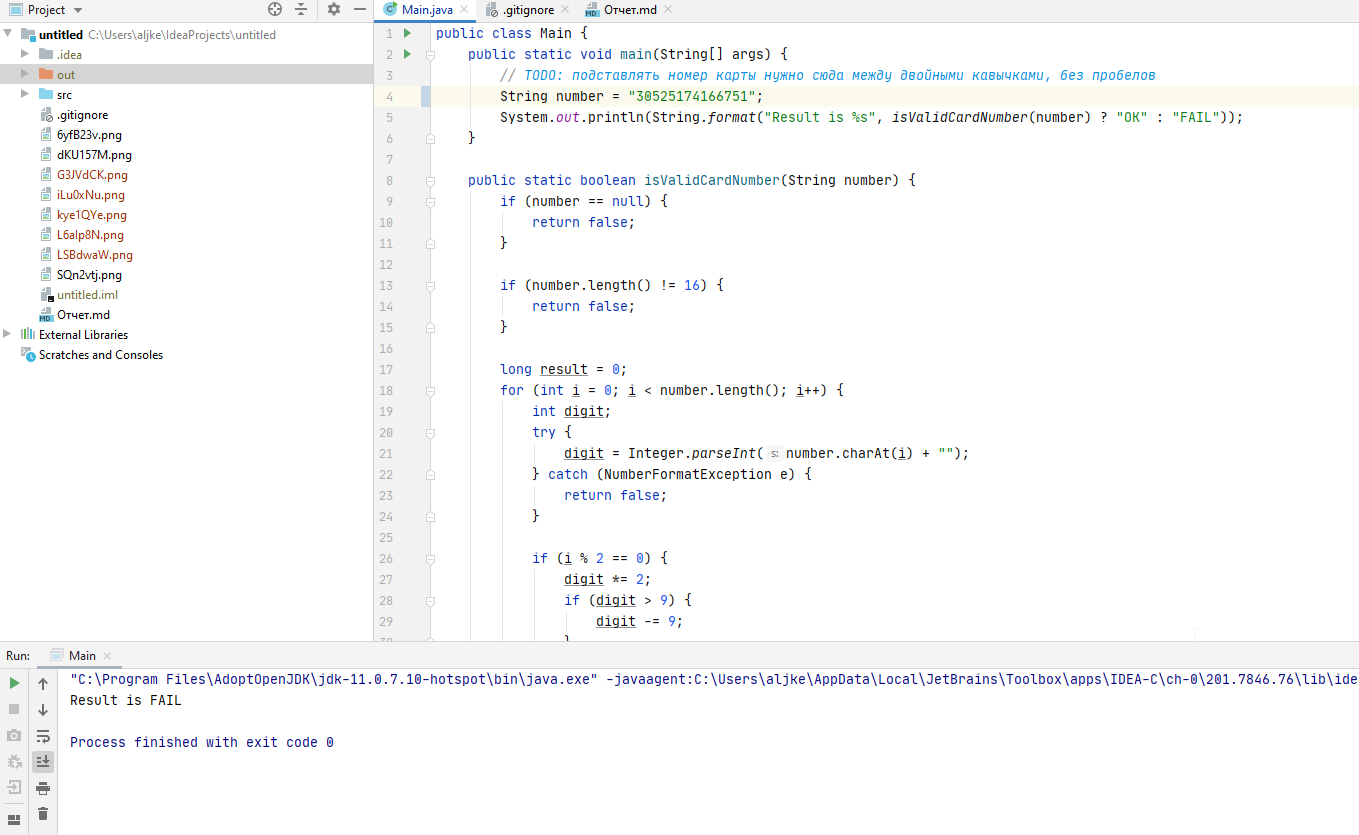 Project
Main.java
.gitignore
Отчет.md
untitled C:\Users\aljke\IdeaProjects\untitled
.idea
out
src
.gitignore
6yfB23v.png
dKU157M.png
G3JVdCK.png
iLu0xNu.png
kye1QYe.png
L6alp8N.png
LSBdwaW.png
SQn2vtj.png
untitled.iml
Отчет.md
External Libraries
Scratches and Consoles
1 public class Main {
2 public static void main(String[] args) {
3 // TODO: подставлять номер карты нужно сюда между двойными кавычками, без пробелов
4 String number = "30525174166751";
5 System.out.println(String.format("Result is %s", isValidCardNumber(number) ? "OK" : "FAIL"));
6 }
7
8 public static boolean isValidCardNumber(String number) {
9 if (number == null) {
10 return false;
11 }
12
13 if (number.length() != 16) {
14 return false;
15 }
16
17 long result = 0;
18 for (int i = 0; i < number.length(); i++) {
19 int digit;
20 try {
21 digit = Integer.parseInt( s: number.charAt(i) + "");
22 } catch (NumberFormatException e) {
23 return false;
24 }
25
26 if (i % 2 == 0) {
27 digit *= 2;
28 if (digit > 9) {
29 digit -= 9;
Run: Main
"C:\Program Files\AdoptOpenJDK\jdk-11.0.7.10-hotspot\bin\java.exe" -javaagent:C:\Users\aljke\AppData\Local\JetBrains\Toolbox\apps\IDEA-C\ch-0\201.7846.76\lib\ide
Result is FAIL
Process finished with exit code 0